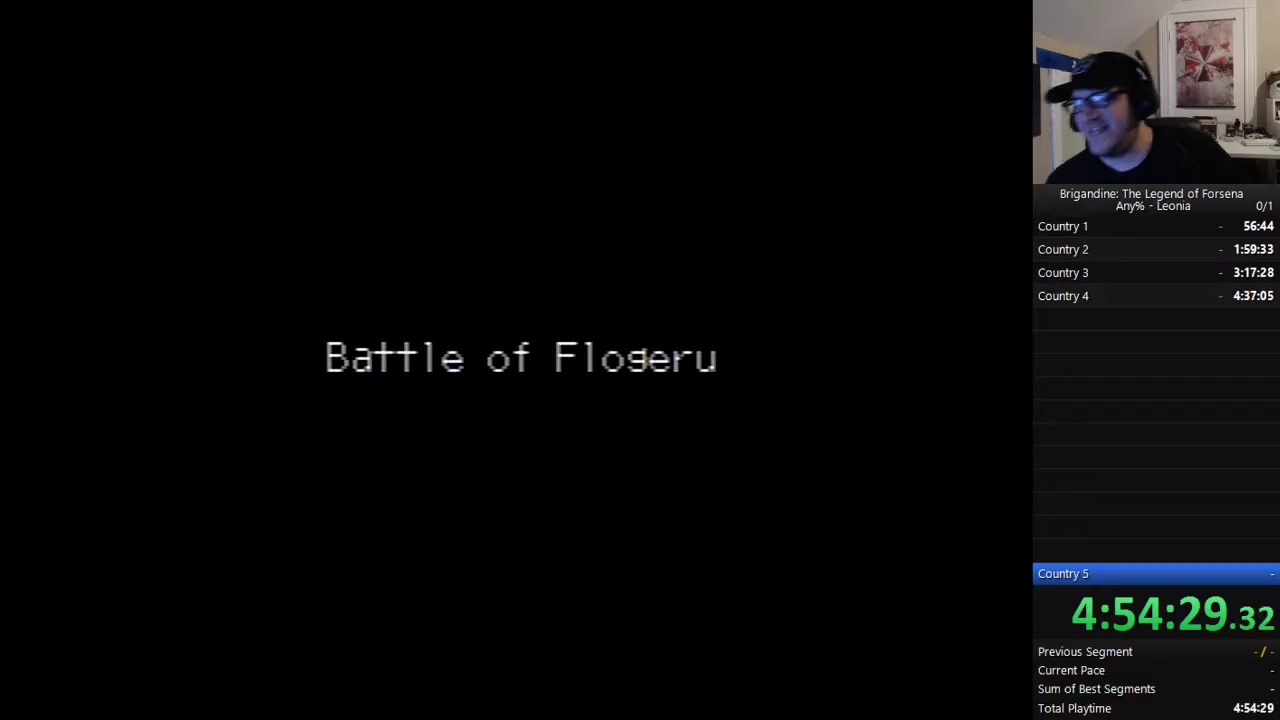 Battle of Flogeru
Brigandine: The Legend of Forsena
Any% - Leonia 0/1
Country 1 - 56:44
Country 2 - 1:59:33
Country 3 - 3:17:28
Country 4 - 4:37:05
Country 5 -
4:54:29.32
Previous Segment - / -
Current Pace -
Sum of Best Segments -
Total Playtime 4:54:29